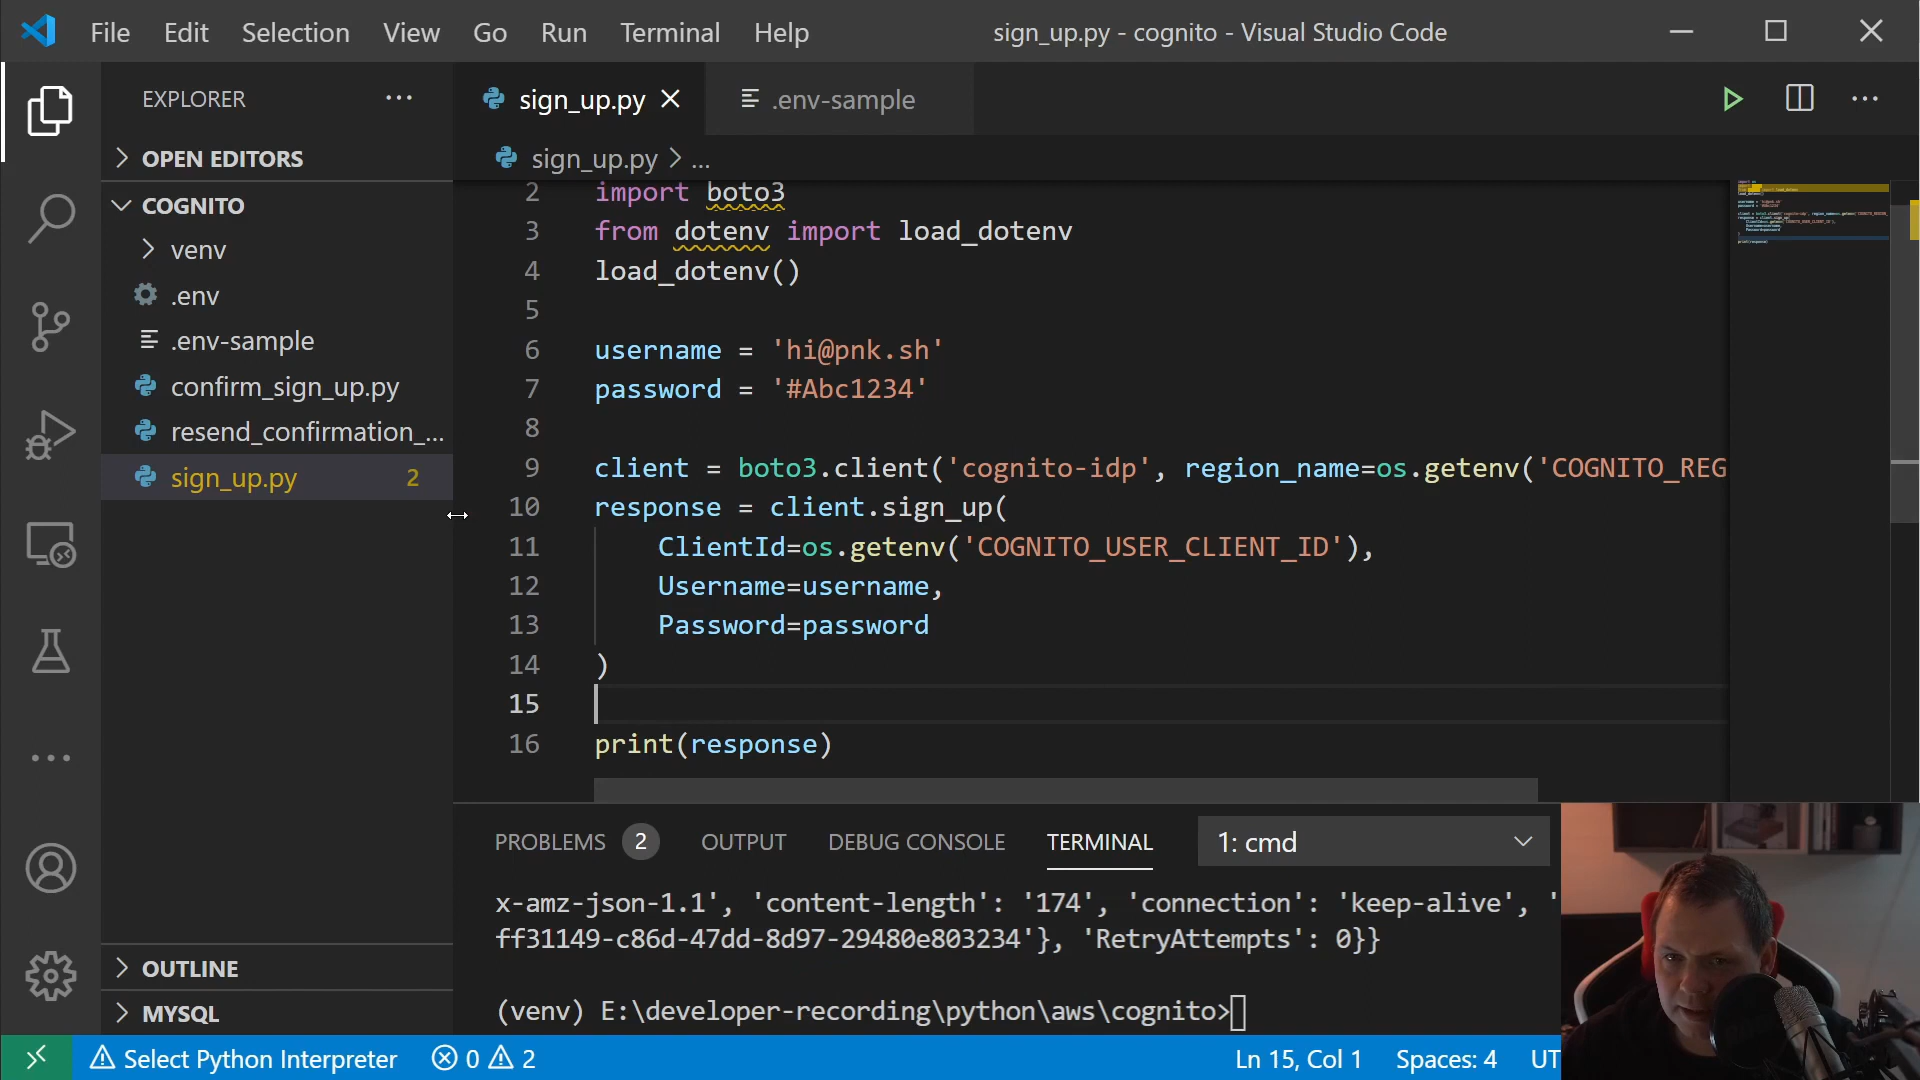 File Edit Selection View Go Run Terminal Help sign_up.py - cognito - Visual Studio Code
EXPLORER
OPEN EDITORS
COGNITO
venv
.env
.env-sample
confirm_sign_up.py
resend_confirmation_...
sign_up.py 2
OUTLINE
MYSQL
sign_up.py .env-sample
sign_up.py > ...
2 import boto3
3 from dotenv import load_dotenv
4 load_dotenv()
5
6 username = 'hi@pnk.sh'
7 password = '#Abc1234'
8
9 client = boto3.client('cognito-idp', region_name=os.getenv('COGNITO_REG
10 response = client.sign_up(
11 ClientId=os.getenv('COGNITO_USER_CLIENT_ID'),
12 Username=username,
13 Password=password
14 )
15
16 print(response)
PROBLEMS 2 OUTPUT DEBUG CONSOLE TERMINAL 1: cmd
x-amz-json-1.1', 'content-length': '174', 'connection': 'keep-alive', '
ff31149-c86d-47dd-8d97-29480e803234'}, 'RetryAttempts': 0}}
(venv) E:\developer-recording\python\aws\cognito>
Select Python Interpreter 0 2 Ln 15, Col 1 Spaces: 4 UT